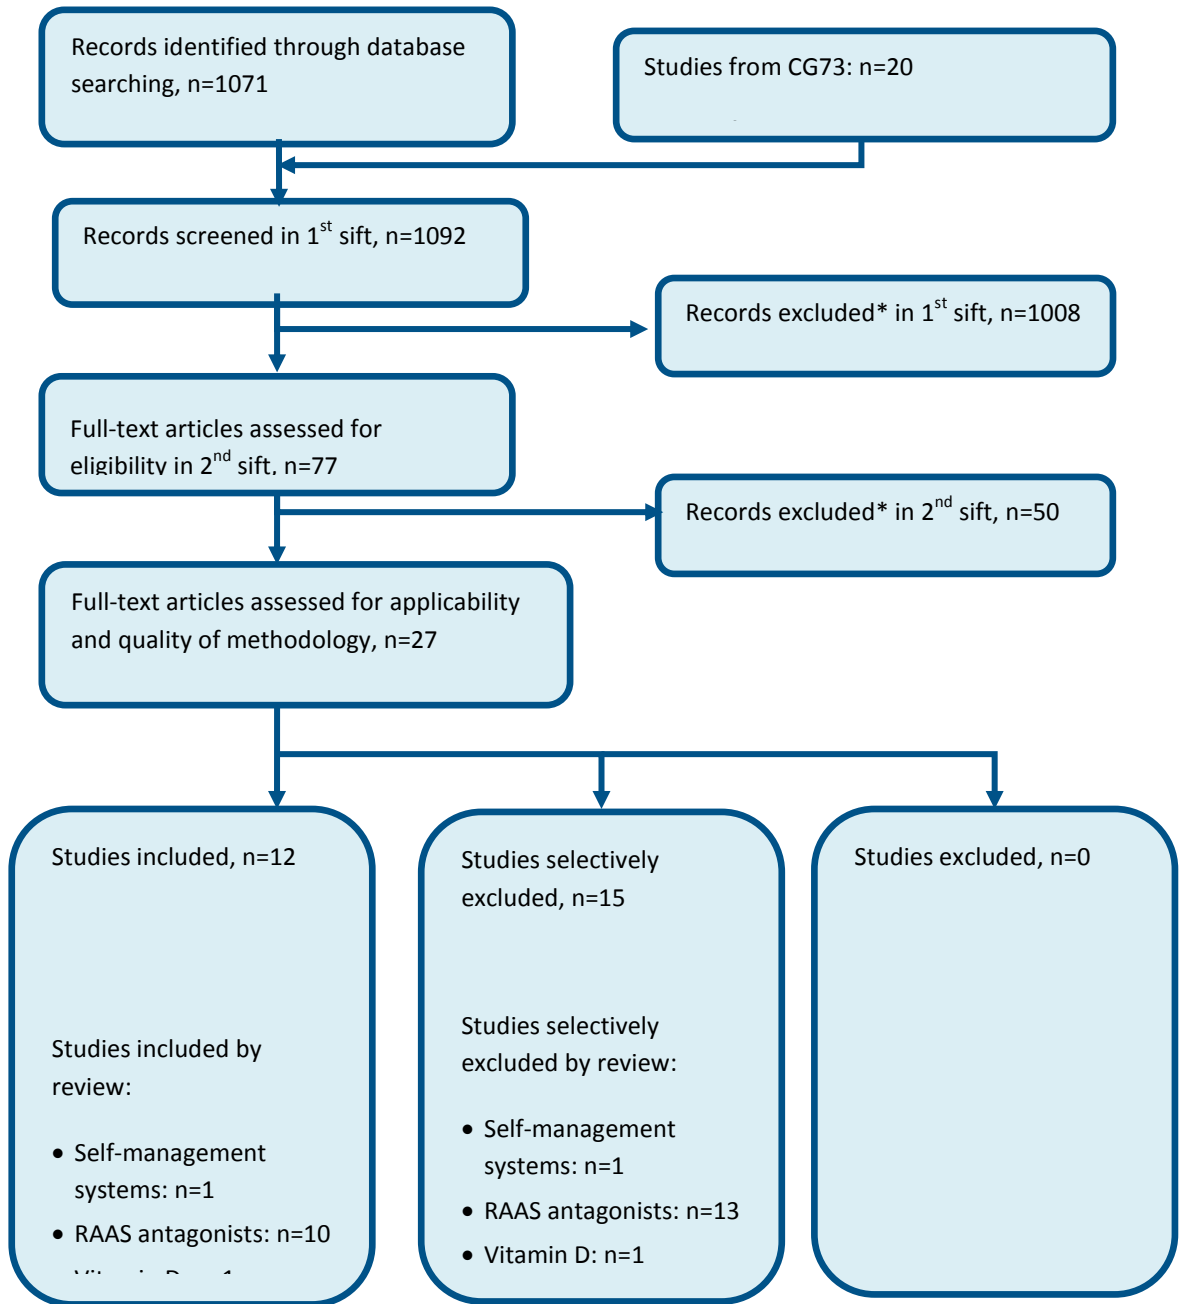 Records identified through database
searching, n=1071
Studies from CG73: n=20
Records screened in 1st sift, n=1092
Records excluded* in 1st sift, n=1008
Full-text articles assessed for
eligibility in 2nd sift, n=77
Records excluded* in 2nd sift, n=50
Full-text articles assessed for applicability
and quality of methodology, n=27
Studies included, n=12
Studies included by
review:
• Self-management
systems: n=1
• RAAS antagonists: n=10
Studies selectively
excluded, n=15
Studies selectively
excluded by review:
• Self-management
systems: n=1
• RAAS antagonists: n=13
• Vitamin D: n=1
Studies excluded, n=0